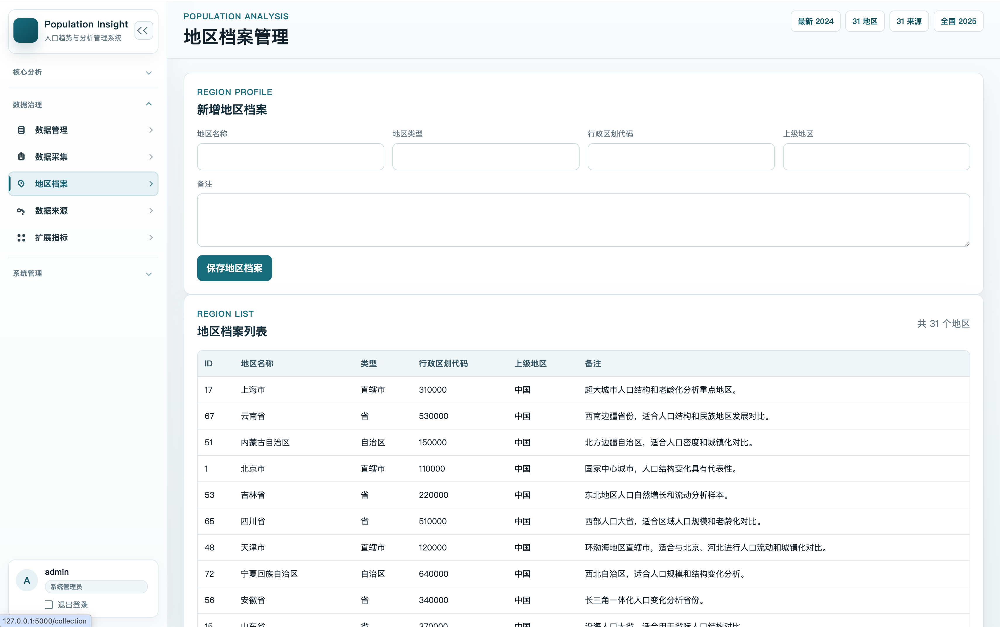 Population Insight
人口趋势与分析管理系统
核心分析
数据治理
数据管理
数据采集
地区档案
数据来源
扩展指标
系统管理
A
admin
系统管理员
退出登录
127.0.0.1:5000/collection
POPULATION ANALYSIS
地区档案管理
最新 2024
31 地区
31 来源
全国 2025
REGION PROFILE
新增地区档案
地区名称 地区类型 行政区划代码 上级地区
备注
保存地区档案
REGION LIST
地区档案列表
共 31 个地区
ID 地区名称 类型 行政区划代码 上级地区 备注
17 上海市 直辖市 310000 中国 超大城市人口结构和老龄化分析重点地区。
67 云南省 省 530000 中国 西南边疆省份，适合人口结构和民族地区发展对比。
51 内蒙古自治区 自治区 150000 中国 北方边疆自治区，适合人口密度和城镇化对比。
1 北京市 直辖市 110000 中国 国家中心城市，人口结构变化具有代表性。
53 吉林省 省 220000 中国 东北地区人口自然增长和流动分析样本。
65 四川省 省 510000 中国 西部人口大省，适合区域人口规模和老龄化对比。
48 天津市 直辖市 120000 中国 环渤海地区直辖市，适合与北京、河北进行人口流动和城镇化对比。
72 宁夏回族自治区 自治区 640000 中国 西北自治区，适合人口规模和结构变化分析。
56 安徽省 省 340000 中国 长三角一体化人口变化分析省份。
15 山东省 省 370000 中国 沿海人口大省，适合用于省际人口结构对比